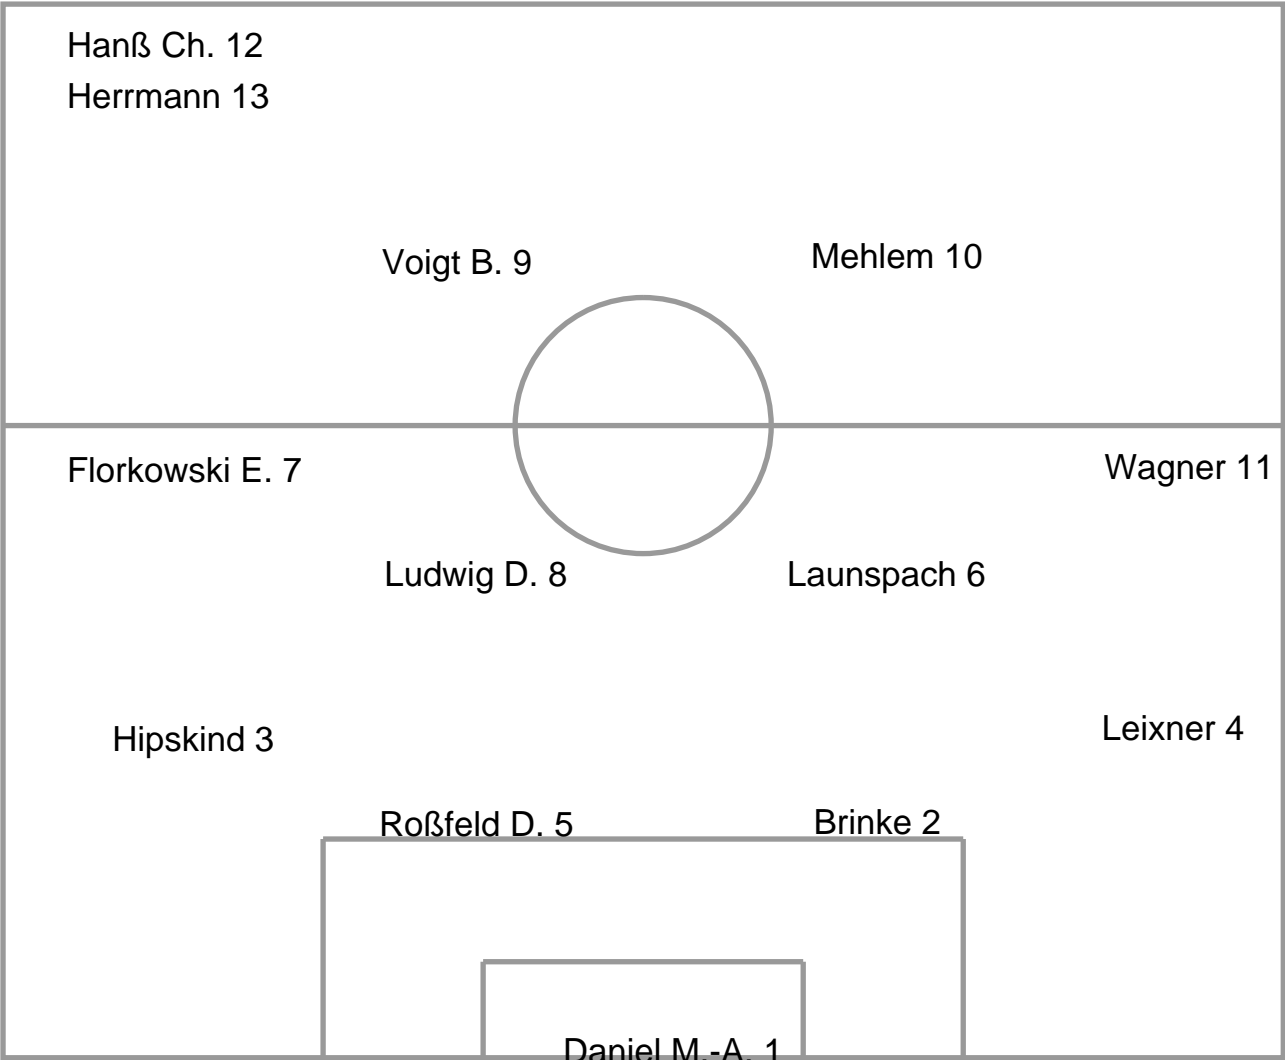 Hanß Ch. 12
Herrmann 13
Voigt B. 9
Mehlem 10
Florkowski E. 7
Wagner 11
Ludwig D. 8
Launspach 6
Hipskind 3
Leixner 4
Roßfeld D. 5
Brinke 2
Daniel M.-A. 1